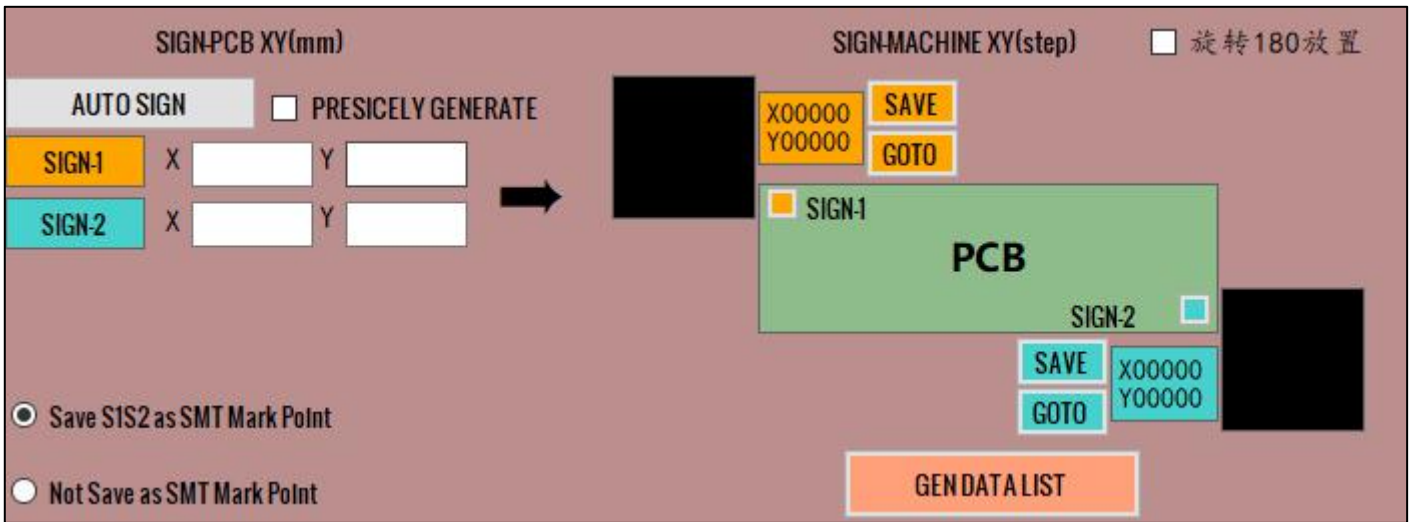 SIGN-PCB XY(mm)
SIGN-MACHINE XY(step)
旋转180放置
AUTO SIGN
PRESICELY GENERATE
SIGN-1 X Y
SIGN-2 X Y
X00000
Y00000
SAVE
GOTO
SIGN-1
PCB
SIGN-2
SAVE
GOTO
X00000
Y00000
Save S1S2 as SMT Mark Point
Not Save as SMT Mark Point
GEN DATA LIST